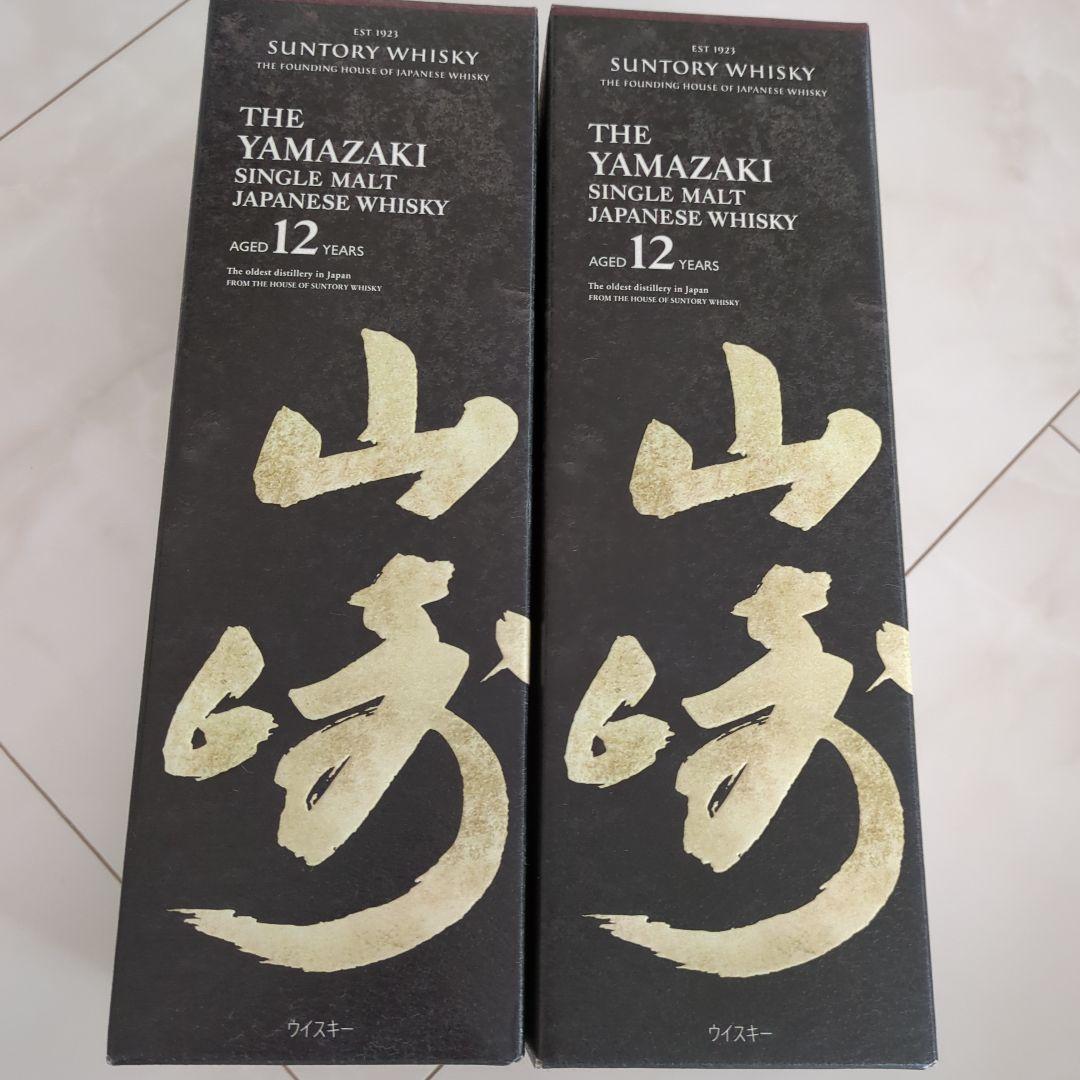 EST 1923
SUNTORY WHISKY
THE FOUNDING HOUSE OF JAPANESE WHISKY
THE
YAMAZAKI
SINGLE MALT
JAPANESE WHISKY
AGED 12 YEARS
The oldest distillery in Japan
FROM THE HOUSE OF SUNTORY WHISKY
山
崎
ウイスキー
EST 1923
SUNTORY WHISKY
THE FOUNDING HOUSE OF JAPANESE WHISKY
THE
YAMAZAKI
SINGLE MALT
JAPANESE WHISKY
AGED 12 YEARS
The oldest distillery in Japan
FROM THE HOUSE OF SUNTORY WHISKY
山
崎
ウイスキー